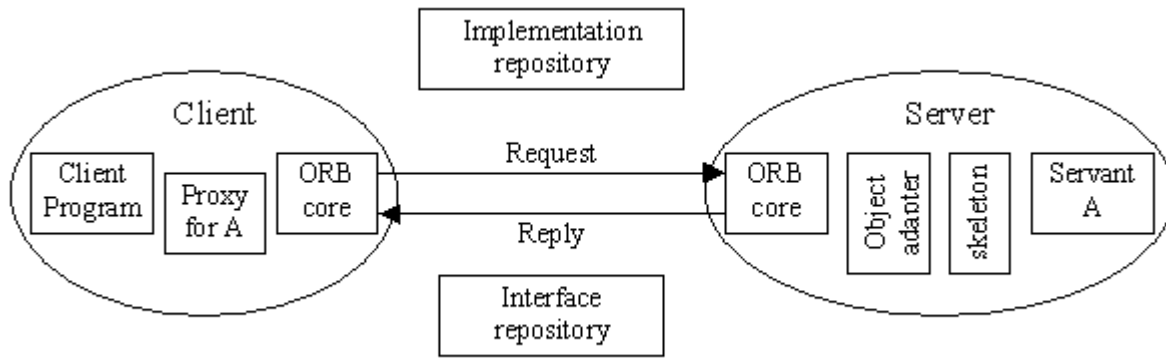 Implementation
repository
Client
Server
Client
Program
Proxy
for A
ORB
core
Request
Reply
ORB
core
Object
adapter
skeleton
Servant
A
Interface
repository